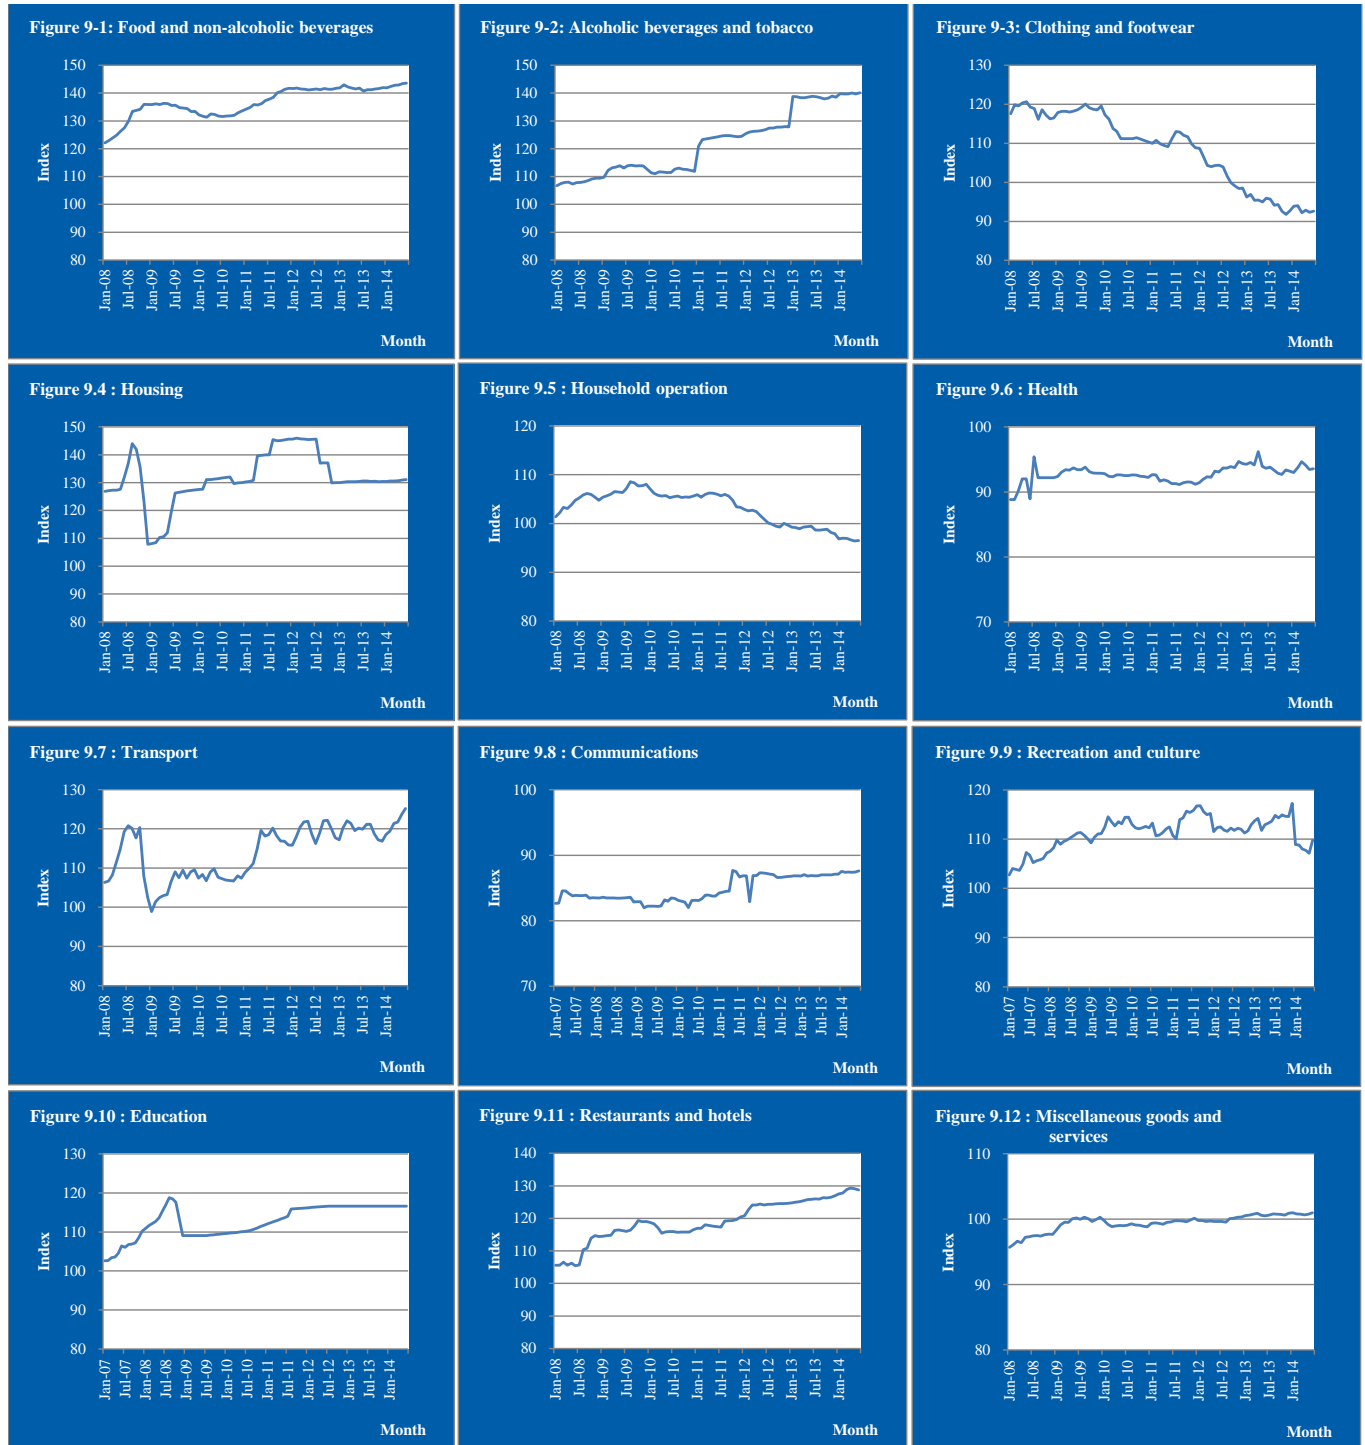 Figure 9-1: Food and non-alcoholic beverages
150
140
130
120
110
100
90
80
Index
Jan-08
Jul-08
Jan-09
Jul-09
Jan-10
Jul-10
Jan-11
Jul-11
Jan-12
Jul-12
Jan-13
Jul-13
Jan-14
Month
Figure 9-2: Alcoholic beverages and tobacco
150
140
130
120
110
100
90
80
Index
Jan-08
Jul-08
Jan-09
Jul-09
Jan-10
Jul-10
Jan-11
Jul-11
Jan-12
Jul-12
Jan-13
Jul-13
Jan-14
Month
Figure 9-3: Clothing and footwear
130
120
110
100
90
80
Index
Jan-08
Jul-08
Jan-09
Jul-09
Jan-10
Jul-10
Jan-11
Jul-11
Jan-12
Jul-12
Jan-13
Jul-13
Jan-14
Month
Figure 9.4 : Housing
150
140
130
120
110
100
90
80
Index
Jan-08
Jul-08
Jan-09
Jul-09
Jan-10
Jul-10
Jan-11
Jul-11
Jan-12
Jul-12
Jan-13
Jul-13
Jan-14
Month
Figure 9.5 : Household operation
120
110
100
90
80
Index
Jan-08
Jul-08
Jan-09
Jul-09
Jan-10
Jul-10
Jan-11
Jul-11
Jan-12
Jul-12
Jan-13
Jul-13
Jan-14
Month
Figure 9.6 : Health
100
90
80
70
Index
Jan-08
Jul-08
Jan-09
Jul-09
Jan-10
Jul-10
Jan-11
Jul-11
Jan-12
Jul-12
Jan-13
Jul-13
Jan-14
Month
Figure 9.7 : Transport
130
120
110
100
90
80
Index
Jan-08
Jul-08
Jan-09
Jul-09
Jan-10
Jul-10
Jan-11
Jul-11
Jan-12
Jul-12
Jan-13
Jul-13
Jan-14
Month
Figure 9.8 : Communications
100
90
80
70
Index
Jan-07
Jul-07
Jan-08
Jul-08
Jan-09
Jul-09
Jan-10
Jul-10
Jan-11
Jul-11
Jan-12
Jul-12
Jan-13
Jul-13
Jan-14
Month
Figure 9.9 : Recreation and culture
120
110
100
90
80
Index
Jan-07
Jul-07
Jan-08
Jul-08
Jan-09
Jul-09
Jan-10
Jul-10
Jan-11
Jul-11
Jan-12
Jul-12
Jan-13
Jul-13
Jan-14
Month
Figure 9.10 : Education
130
120
110
100
90
80
Index
Jan-07
Jul-07
Jan-08
Jul-08
Jan-09
Jul-09
Jan-10
Jul-10
Jan-11
Jul-11
Jan-12
Jul-12
Jan-13
Jul-13
Jan-14
Month
Figure 9.11 : Restaurants and hotels
140
130
120
110
100
90
80
Index
Jan-08
Jul-08
Jan-09
Jul-09
Jan-10
Jul-10
Jan-11
Jul-11
Jan-12
Jul-12
Jan-13
Jul-13
Jan-14
Month
Figure 9.12 : Miscellaneous goods and
services
110
100
90
80
Index
Jan-08
Jul-08
Jan-09
Jul-09
Jan-10
Jul-10
Jan-11
Jul-11
Jan-12
Jul-12
Jan-13
Jul-13
Jan-14
Month